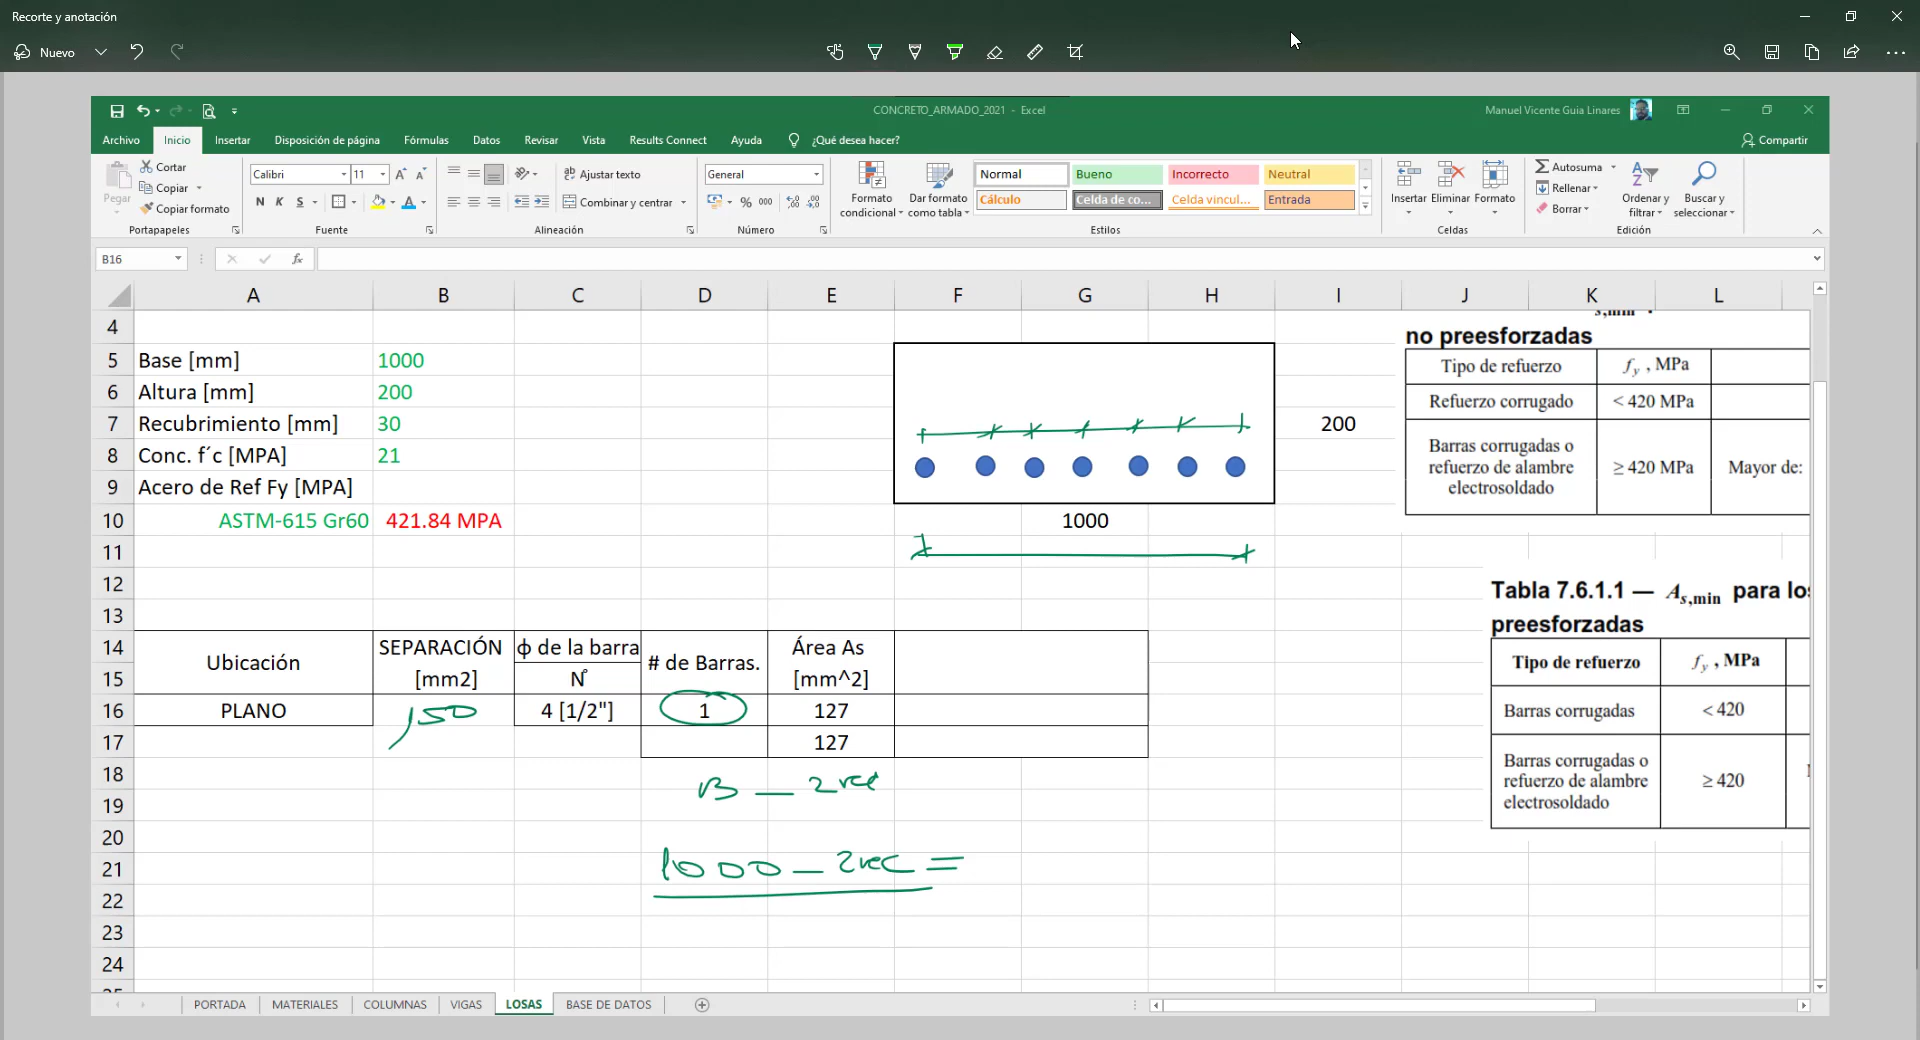 Recorte y anotación
Nuevo
CONCRETO_ARMADO_2021 - Excel
Manuel Vicente Guia Linares
Archivo Inicio Insertar Disposición de página Fórmulas Datos Revisar Vista Results Connect Ayuda ¿Qué desea hacer? Compartir
Pegar
Cortar
Copiar
Copiar formato
Portapapeles
Calibri 11
N K S
Fuente
Ajustar texto
Combinar y centrar
Alineación
General
% 000
Número
Formato condicional
Dar formato como tabla
Normal Bueno Incorrecto Neutral
Cálculo Celda de co... Celda vincul... Entrada
Estilos
Insertar Eliminar Formato
Celdas
Autosuma
Rellenar
Borrar
Ordenar y filtrar
Buscar y seleccionar
Edición
B16
fx
A B C D E F G H I J K L
4
5 Base [mm] 1000
6 Altura [mm] 200
7 Recubrimiento [mm] 30 200
8 Conc. f´c [MPA] 21
9 Acero de Ref Fy [MPA]
10 ASTM-615 Gr60 421.84 MPA 1000
11
12
13
14
15
16
17
18
19
20
21
22
23
24
Ubicación
SEPARACIÓN [mm2]
ϕ de la barra
N°
# de Barras.
Área As [mm^2]
PLANO 150 4 [1/2"] 1 127
127
B - 2 rec
1000 - 2rec =
no preesforzadas
Tipo de refuerzo fy , MPa
Refuerzo corrugado < 420 MPa
Barras corrugadas o refuerzo de alambre electrosoldado ≥ 420 MPa Mayor de:
Tabla 7.6.1.1 — As,min para
preesforzadas
Tipo de refuerzo fy , MPa
Barras corrugadas < 420
Barras corrugadas o refuerzo de alambre electrosoldado ≥ 420
PORTADA MATERIALES COLUMNAS VIGAS LOSAS BASE DE DATOS